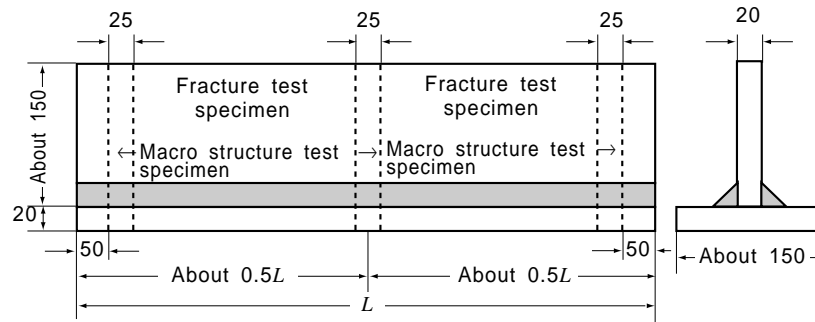 25
25
25
20
Fracture test
specimen
Fracture test
specimen
About 150
Macro structure test
specimen
Macro structure test
specimen
20
50
50
About 150
About 0.5L
About 0.5L
L